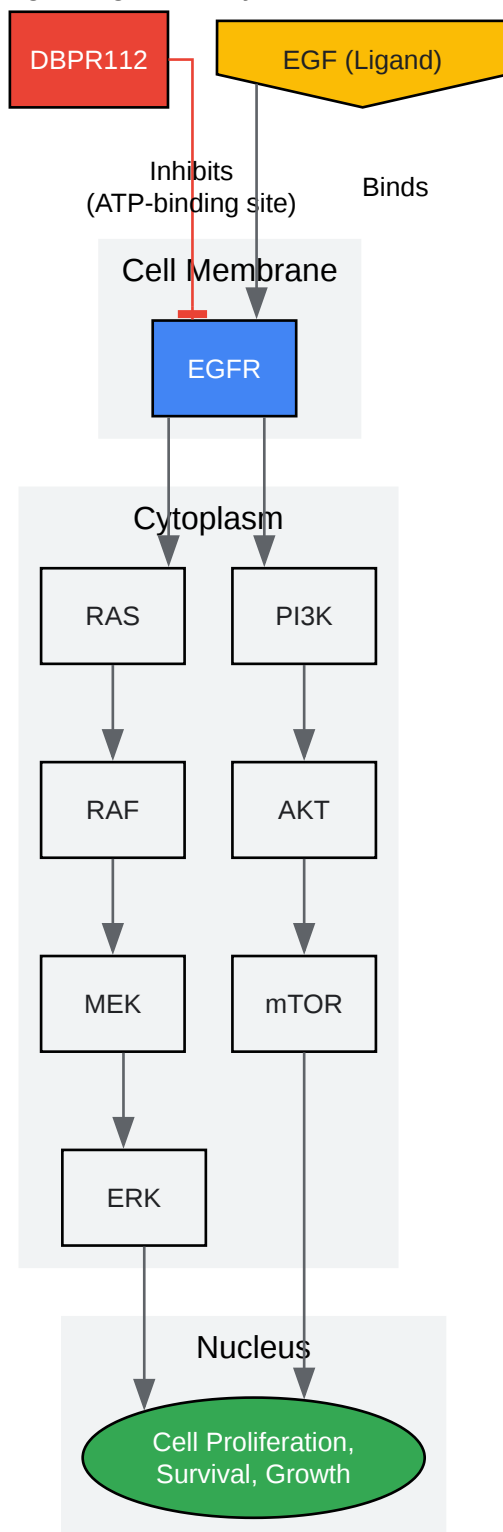 DBPR112
EGF (Ligand)
Inhibits
(ATP-binding site)
Binds
Cell Membrane
EGFR
Cytoplasm
RAS
PI3K
RAF
AKT
MEK
mTOR
ERK
Nucleus
Cell Proliferation,
Survival, Growth